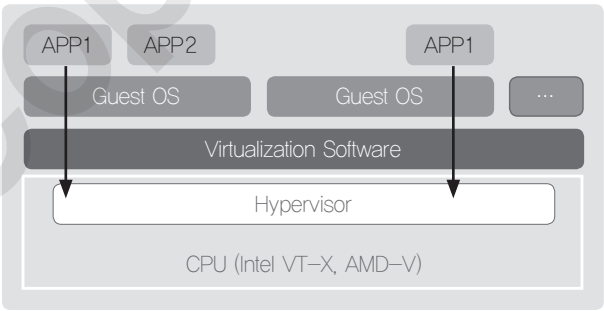 APP1 APP2 APP1
Guest OS Guest OS ...
Virtualization Software
Hypervisor
CPU (Intel VT-X, AMD-V)